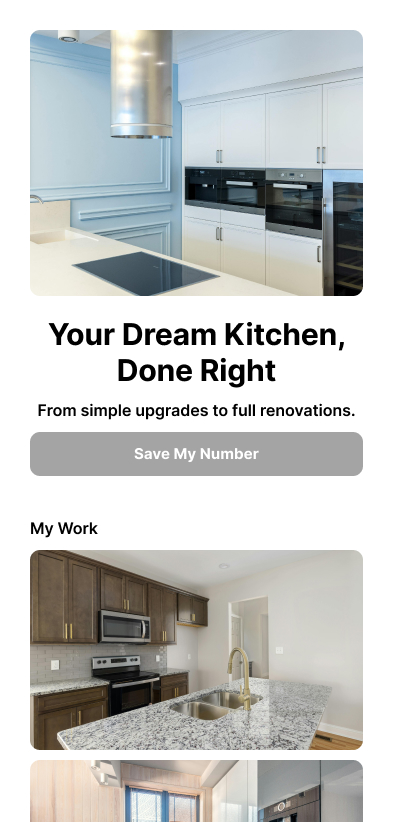 Your Dream Kitchen,
Done Right
From simple upgrades to full renovations.
Save My Number
My Work